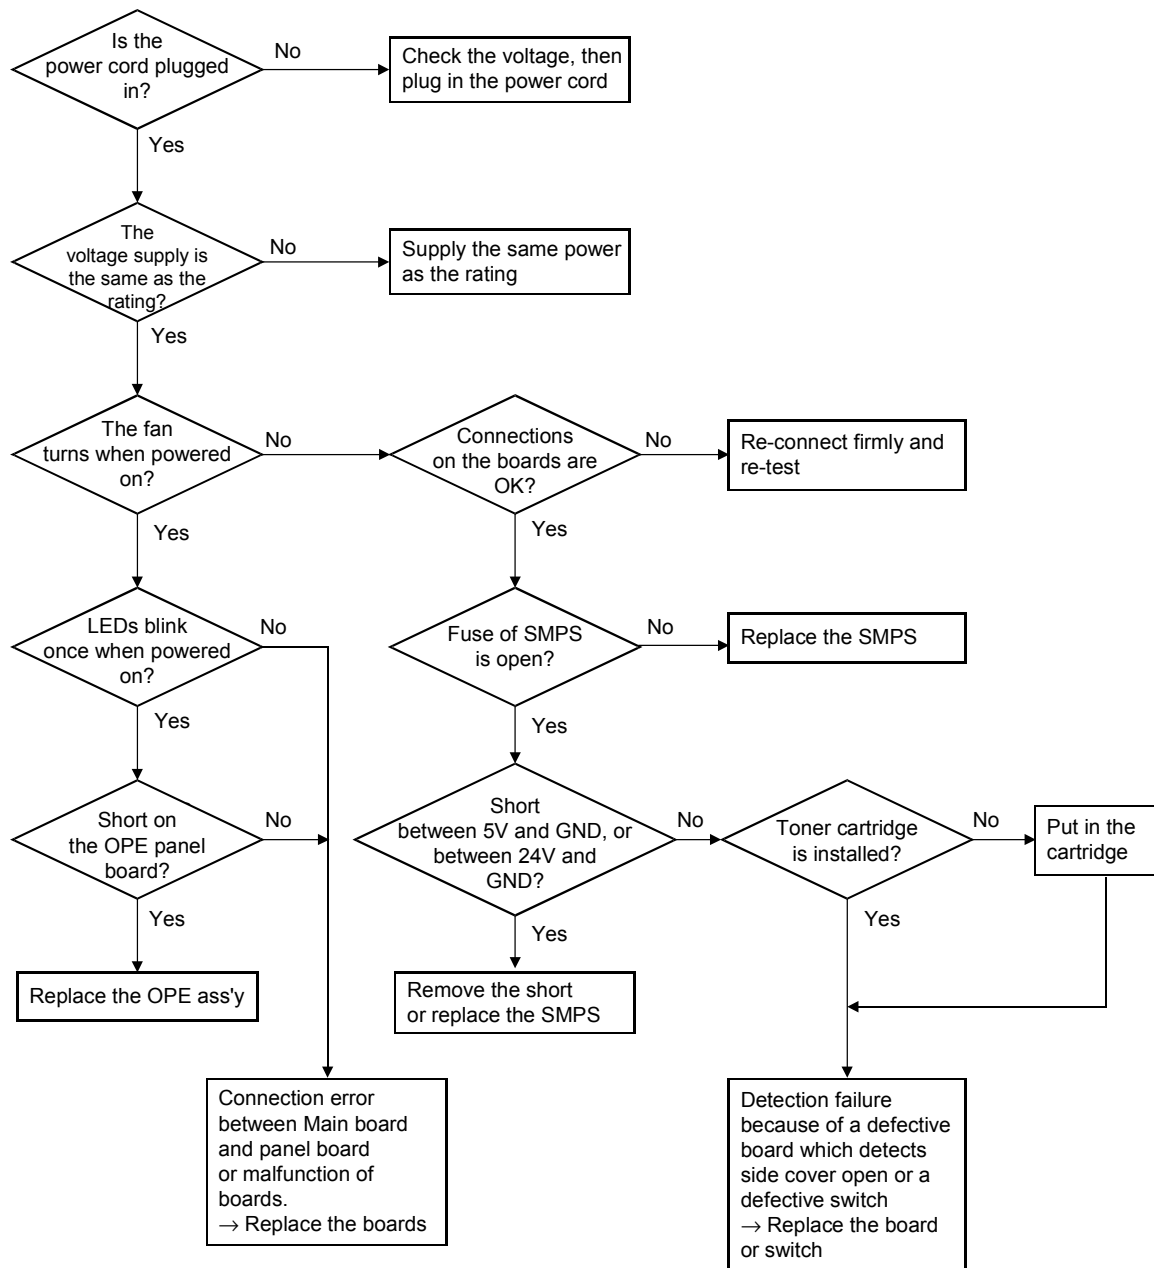 Is the
power cord plugged
in?
No
Check the voltage, then
plug in the power cord
Yes
The
voltage supply is
the same as the
rating?
No
Supply the same power
as the rating
Yes
The fan
turns when powered
on?
No
Connections
on the boards are
OK?
No
Re-connect firmly and
re-test
Yes
Yes
LEDs blink
once when powered
on?
No
Fuse of SMPS
is open?
No
Replace the SMPS
Yes
Yes
Short on
the OPE panel
board?
No
Short
between 5V and GND, or
between 24V and
GND?
No
Toner cartridge
is installed?
No
Put in the
cartridge
Yes
Yes
Yes
Replace the OPE ass'y
Remove the short
or replace the SMPS
Connection error
between Main board
and panel board
or malfunction of
boards.
→ Replace the boards
Detection failure
because of a defective
board which detects
side cover open or a
defective switch
→ Replace the board
or switch